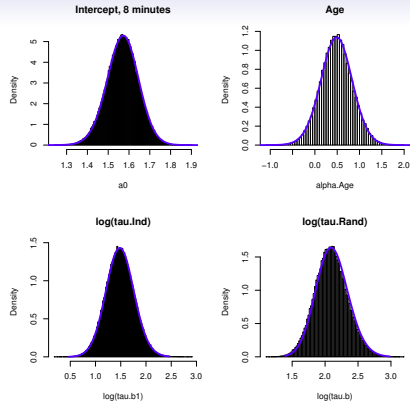 Intercept, 8 minutes
Density
0 1 2 3 4 5
1.3 1.4 1.5 1.6 1.7 1.8 1.9
a0
Age
Density
0.0 0.2 0.4 0.6 0.8 1.0 1.2
−1.0 0.0 0.5 1.0 1.5 2.0
alpha.Age
log(tau.Ind)
Density
0.0 0.5 1.0 1.5
0.5 1.0 1.5 2.0 2.5 3.0
log(tau.b1)
log(tau.Rand)
Density
0.0 0.5 1.0 1.5
1.5 2.0 2.5 3.0
log(tau.b)